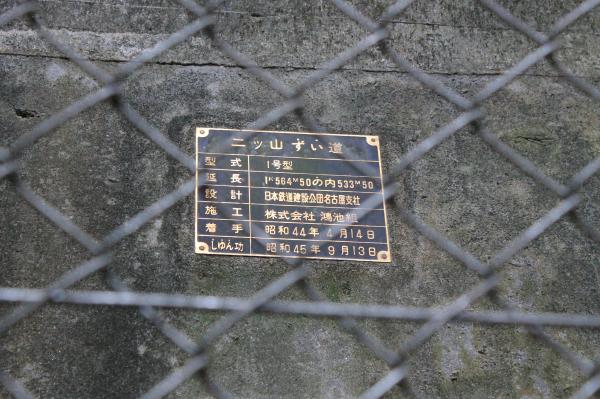 二ッ山ずい道
型式 1号型
延長 1K564M50の内533M50
設計 日本鉄道建設公団名古屋支社
施工 株式会社 鴻池組
着手 昭和44年4月14日
しゆん功 昭和45年9月13日